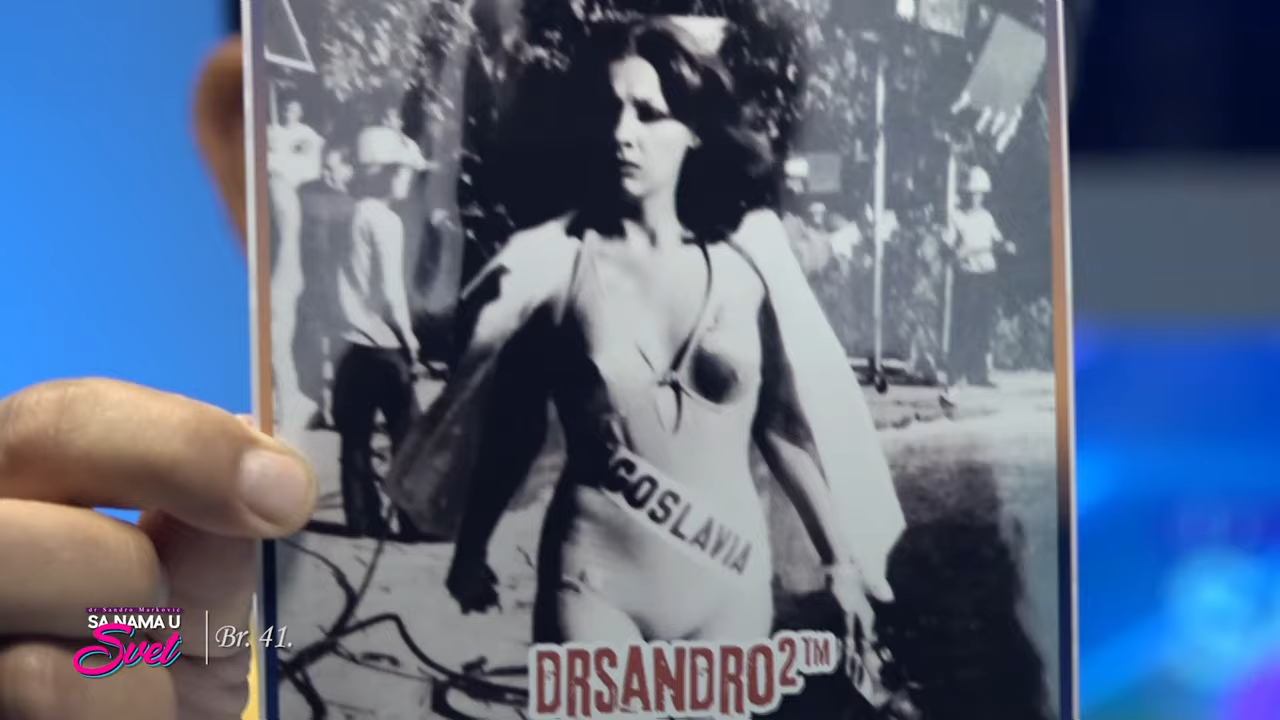 GOSLAVIA
DRSANDRO2™
dr Sandro Marković
SA NAMA U
Svet
Br. 41.